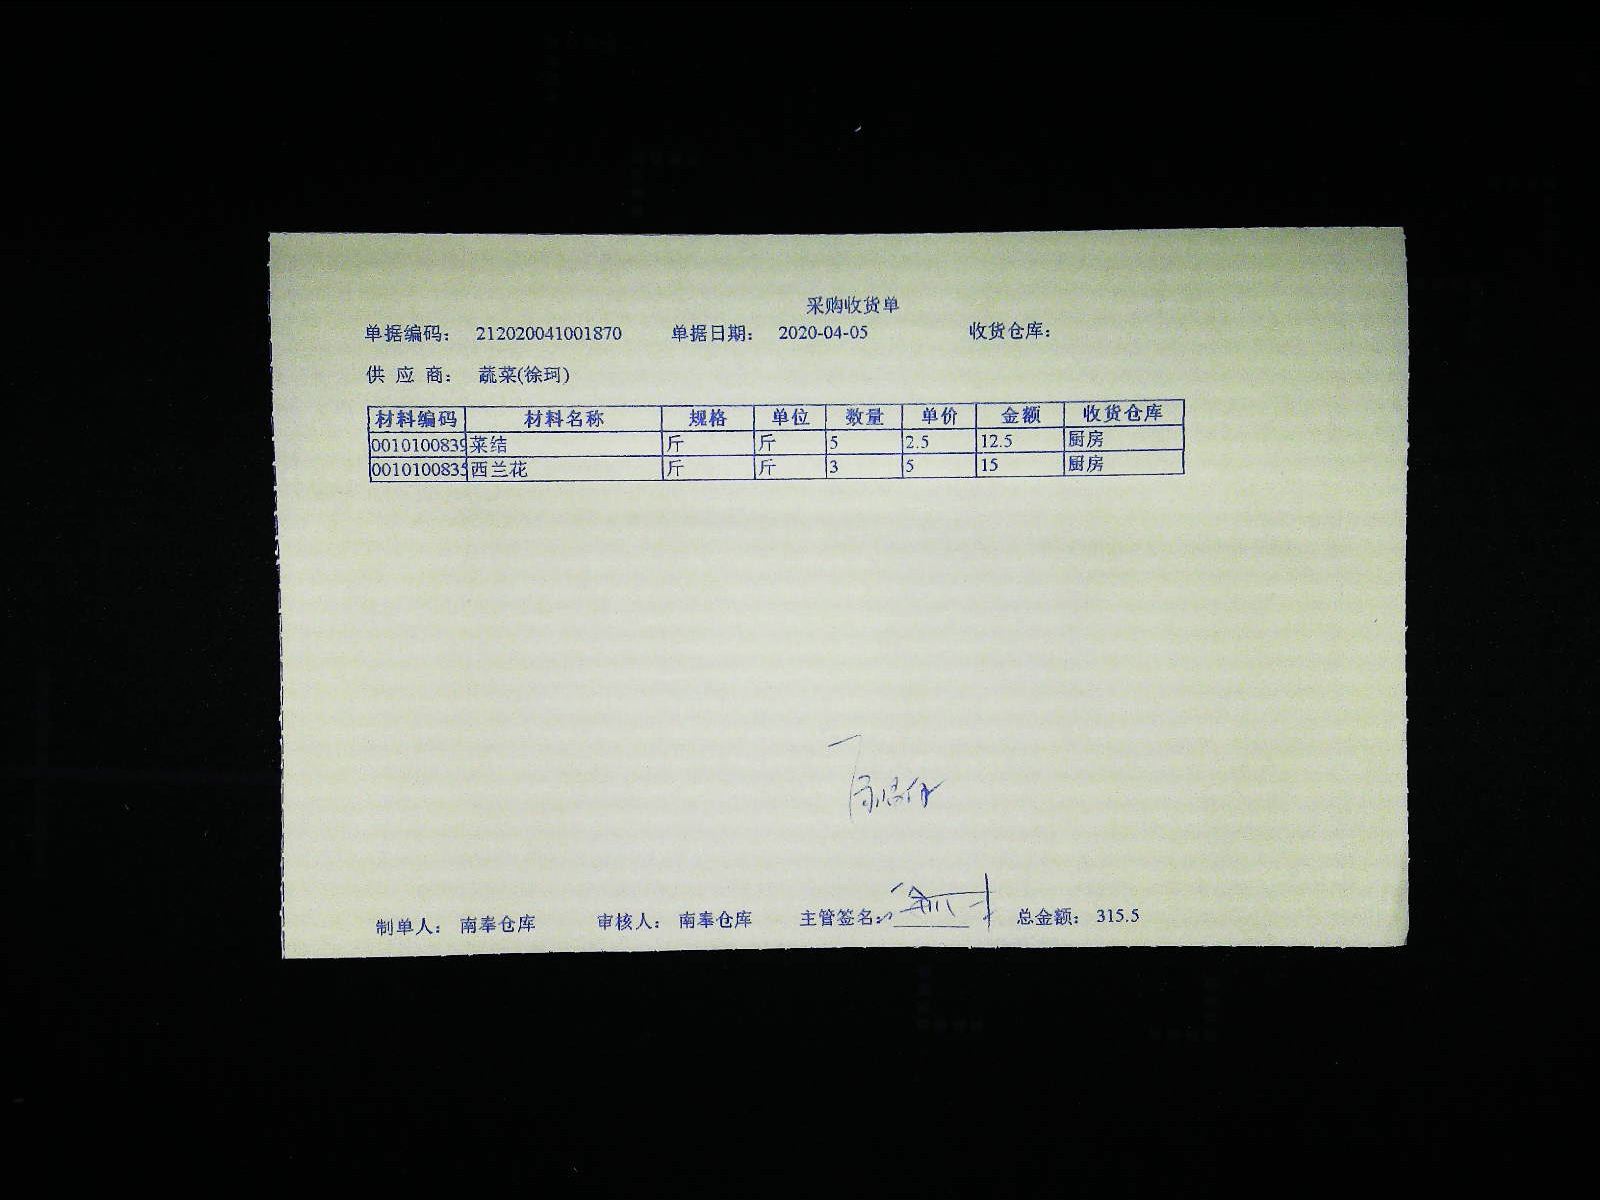 采购收货单
单据编码： 212020041001870 单据日期： 2020-04-05 收货仓库：
供 应 商： 蔬菜(徐珂)
材料编码 材料名称 规格 单位 数量 单价 金额 收货仓库
0010100839 菜结 斤 斤 5 2.5 12.5 厨房
0010100835 西兰花 斤 斤 3 5 15 厨房
制单人： 南奉仓库 审核人： 南奉仓库 主管签名： 总金额： 315.5